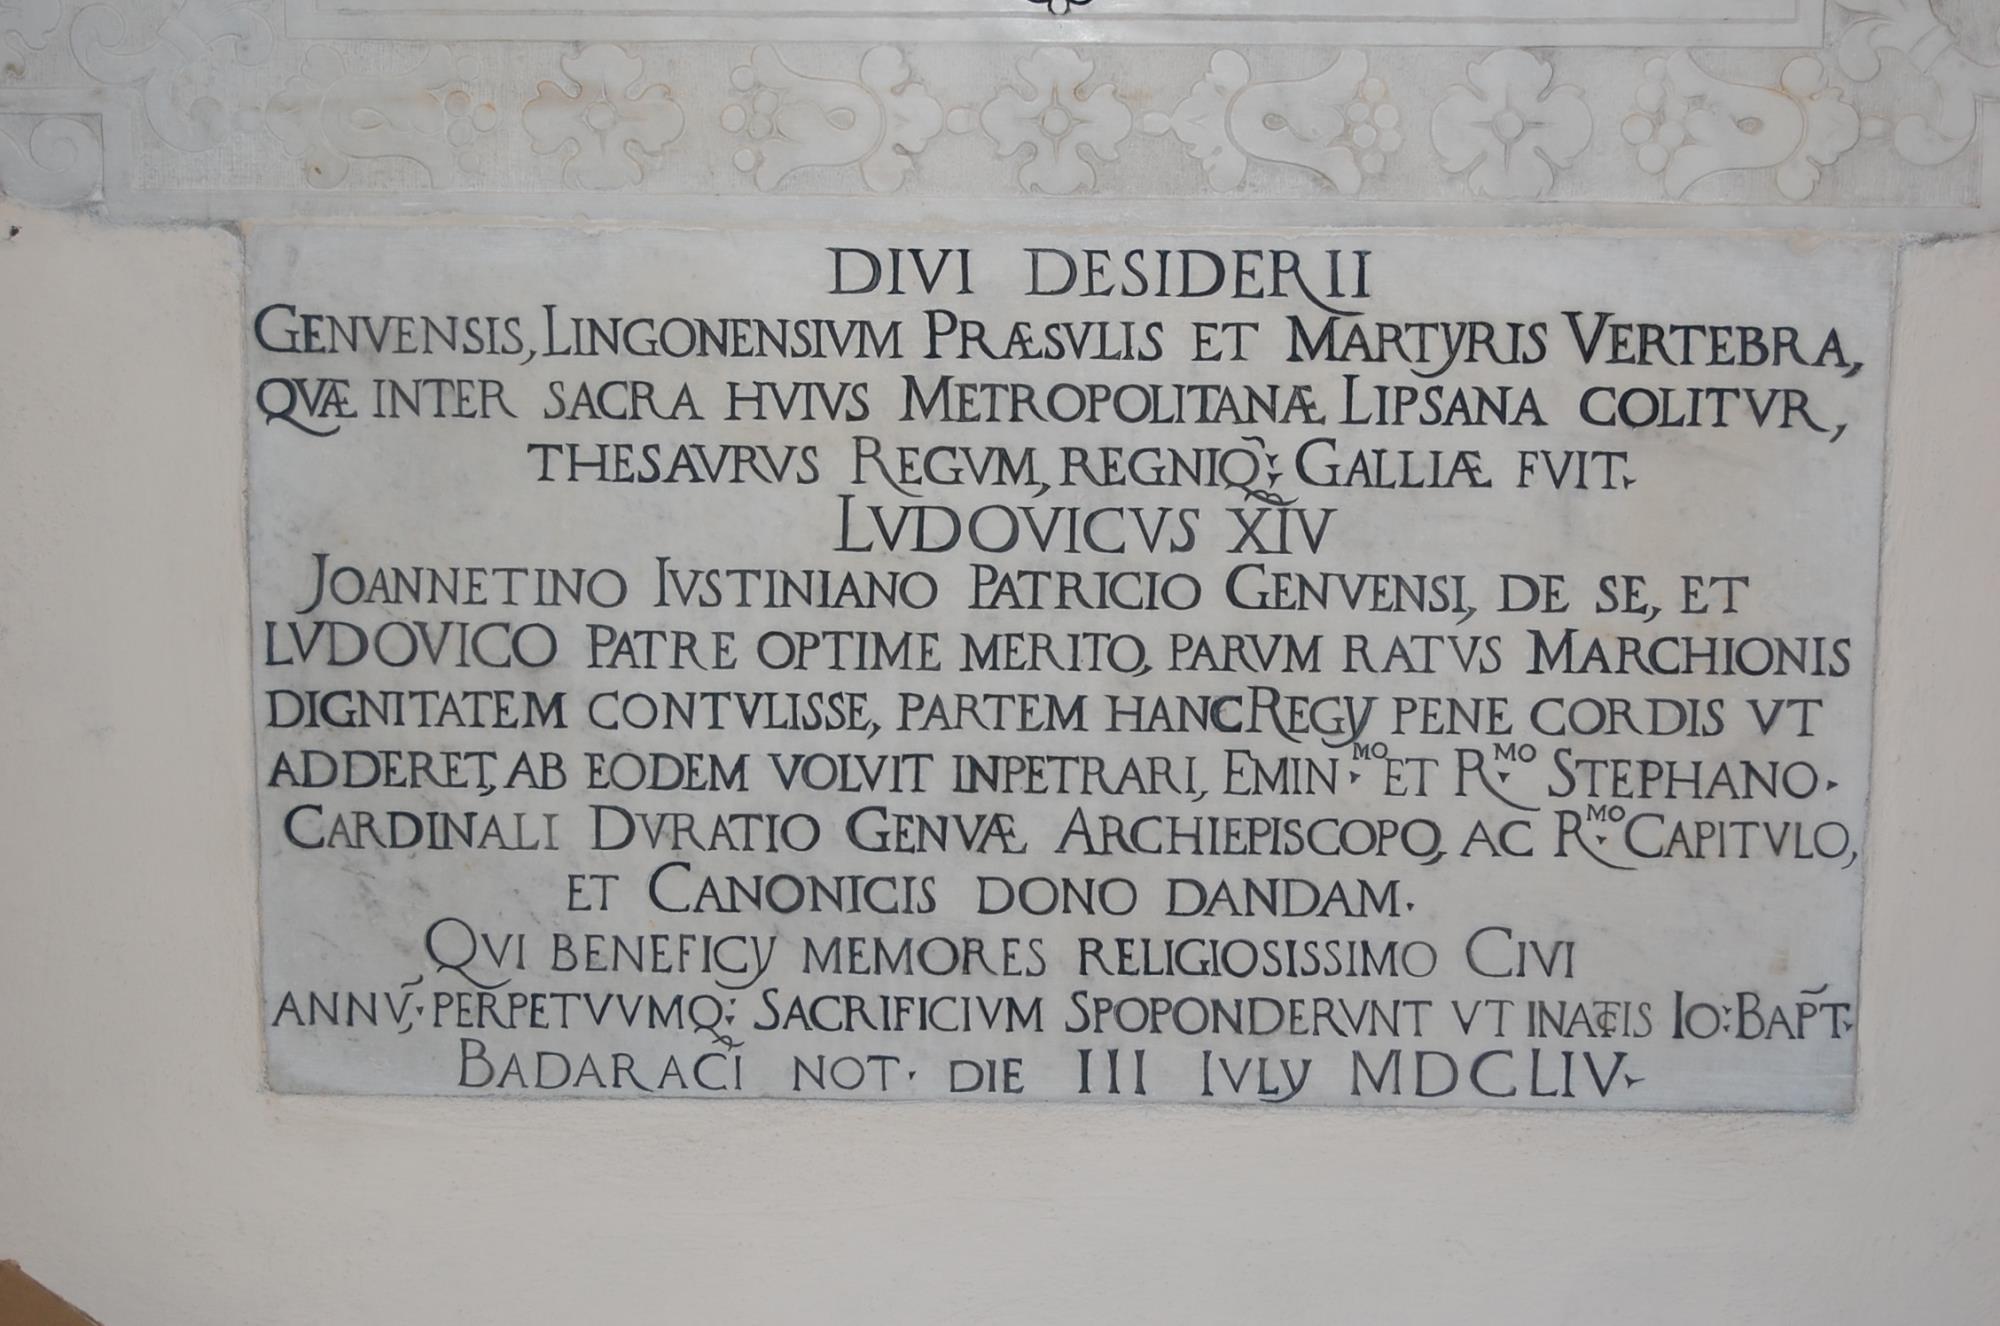 DIVI DESIDERII
GENVENSIS, LINGONENSIVM PRÆSVLIS ET MARTYRIS VERTEBRA,
QVÆ INTER SACRA HVIVS METROPOLITANÆ LIPSANA COLITVR,
THESAVRVS REGVM, REGNIQ̃; GALLIÆ FVIT.
LVDOVICVS XIV
JOANNETINO IVSTINIANO PATRICIO GENVENSI, DE SE, ET
LVDOVICO PATRE OPTIME MERITO, PARVM RATVS MARCHIONIS
DIGNITATEM CONTVLISSE, PARTEM HANC REGY PENE CORDIS VT
ADDERET, AB EODEM VOLVIT INPETRARI, EMIN.MO ET R.MO STEPHANO.
CARDINALI DVRATIO GENVÆ ARCHIEPISCOPO, AC R.MO CAPITVLO,
ET CANONICIS DONO DANDAM.
QVI BENEFICY MEMORES RELIGIOSISSIMO CIVI
ANNVM̃, PERPETVVMQ; SACRIFICIVM SPOPONDERVNT VT IN ACTIS IO: BAPT̃.
BADARACI NOT. DIE III IVLY MDCLIV.